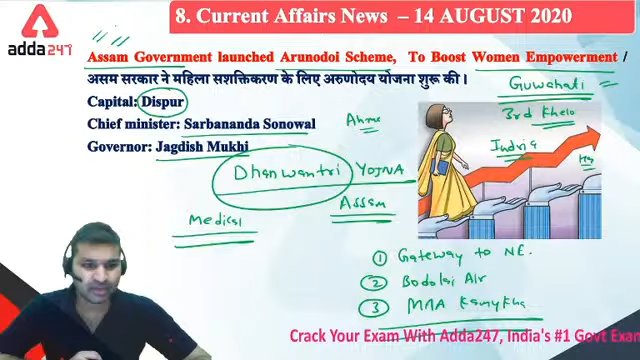 8. Current Affairs News – 14 AUGUST 2020
adda247
Assam Government launched Arunodoi Scheme, To Boost Women Empowerment /
असम सरकार ने महिला सशक्तिकरण के लिए अरुणोदय योजना शुरू की।
Capital: Dispur
Chief minister: Sarbananda Sonowal
Governor: Jagdish Mukhi
Guwahati
3rd Khelo
India
Dhanwantri YOJNA
Assam
Medical
① Gateway to NE.
② Bodoloi Air
③ MAA Kamykha
Crack Your Exam With Adda247, India's #1 Govt Exam